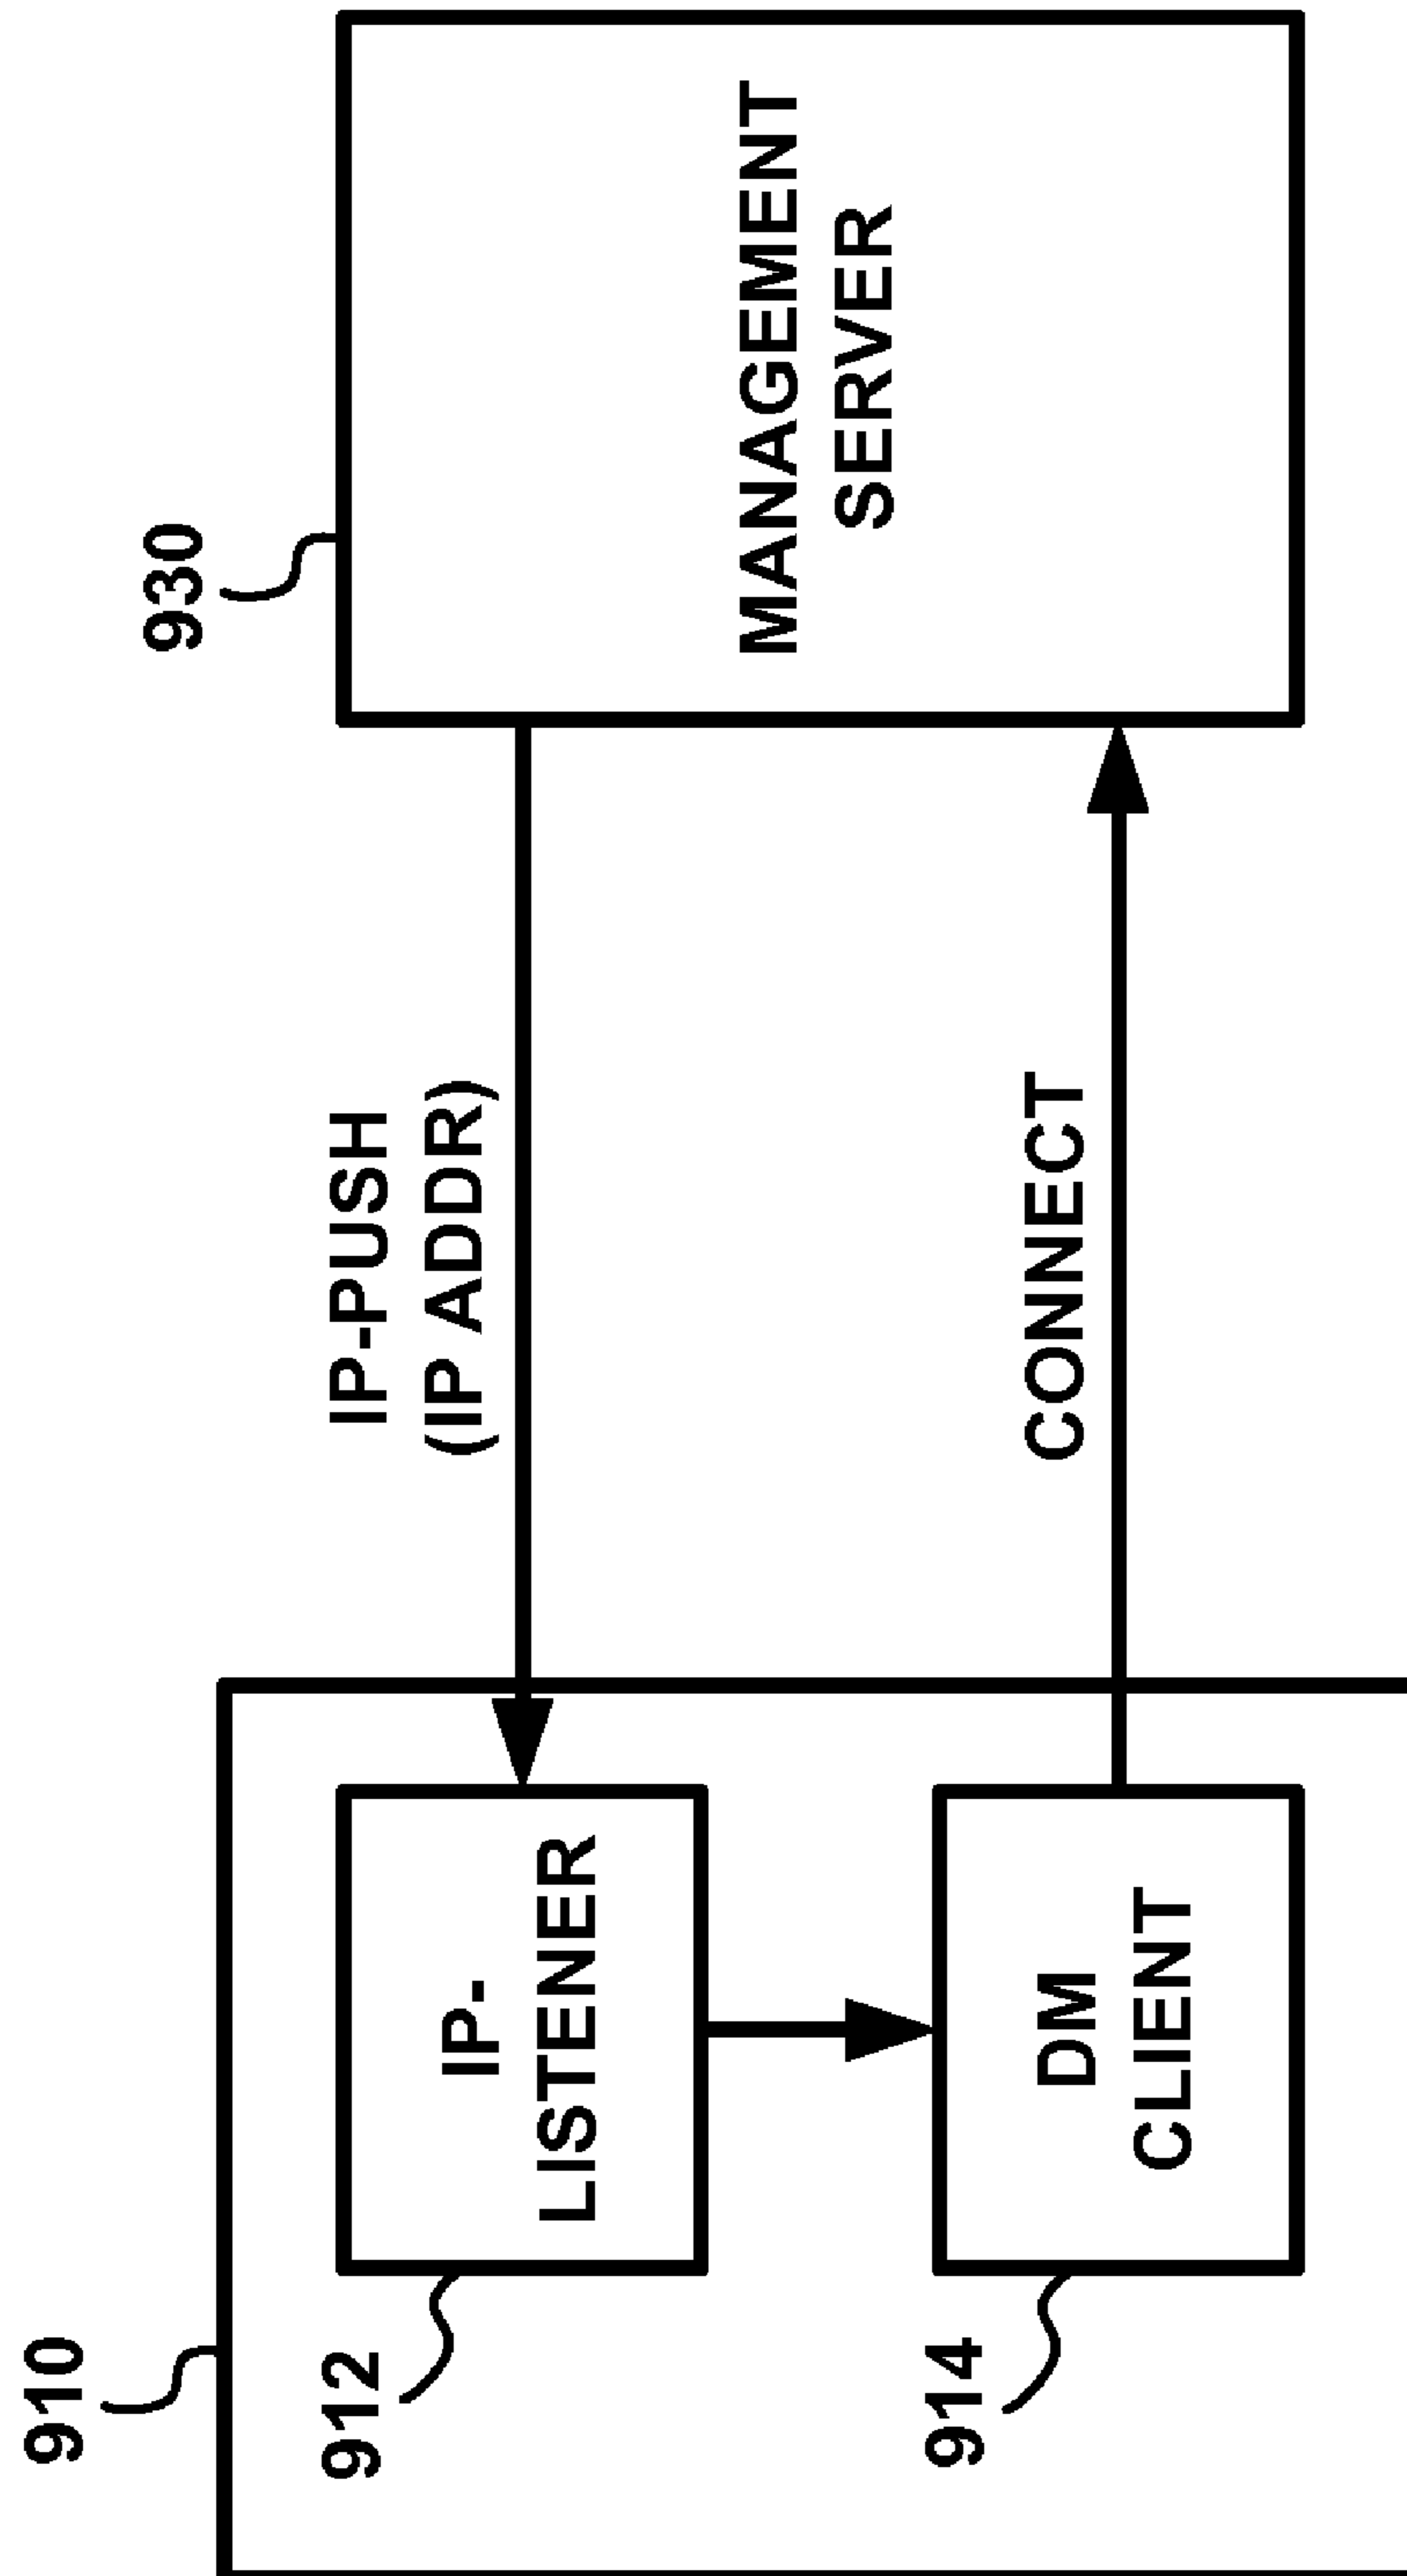 910
912
IP-
LISTENER
914
DM
CLIENT
IP-PUSH
(IP ADDR)
CONNECT
930
MANAGEMENT
SERVER